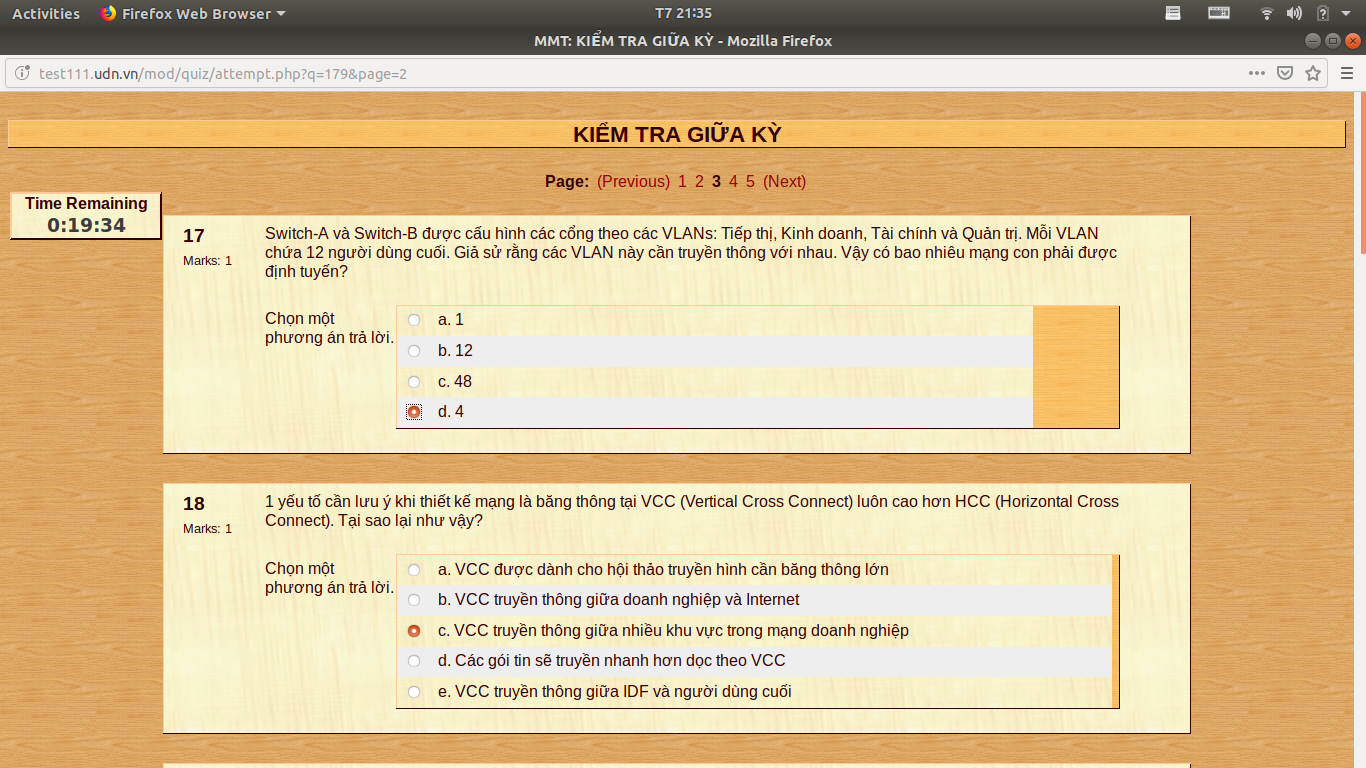 Activities Firefox Web Browser T7 21:35
MMT: KIỂM TRA GIỮA KỲ - Mozilla Firefox
test111.udn.vn/mod/quiz/attempt.php?q=179&page=2
KIỂM TRA GIỮA KỲ
Page: (Previous) 1 2 3 4 5 (Next)
Time Remaining
0:19:34
17
Marks: 1
Switch-A và Switch-B được cấu hình các cổng theo các VLANs: Tiếp thị, Kinh doanh, Tài chính và Quản trị. Mỗi VLAN
chứa 12 người dùng cuối. Giả sử rằng các VLAN này cần truyền thông với nhau. Vậy có bao nhiêu mạng con phải được
định tuyến?
Chọn một
phương án trả lời.
a. 1
b. 12
c. 48
d. 4
18
Marks: 1
1 yếu tố cần lưu ý khi thiết kế mạng là băng thông tại VCC (Vertical Cross Connect) luôn cao hơn HCC (Horizontal Cross
Connect). Tại sao lại như vậy?
Chọn một
phương án trả lời.
a. VCC được dành cho hội thảo truyền hình cần băng thông lớn
b. VCC truyền thông giữa doanh nghiệp và Internet
c. VCC truyền thông giữa nhiều khu vực trong mạng doanh nghiệp
d. Các gói tin sẽ truyền nhanh hơn dọc theo VCC
e. VCC truyền thông giữa IDF và người dùng cuối